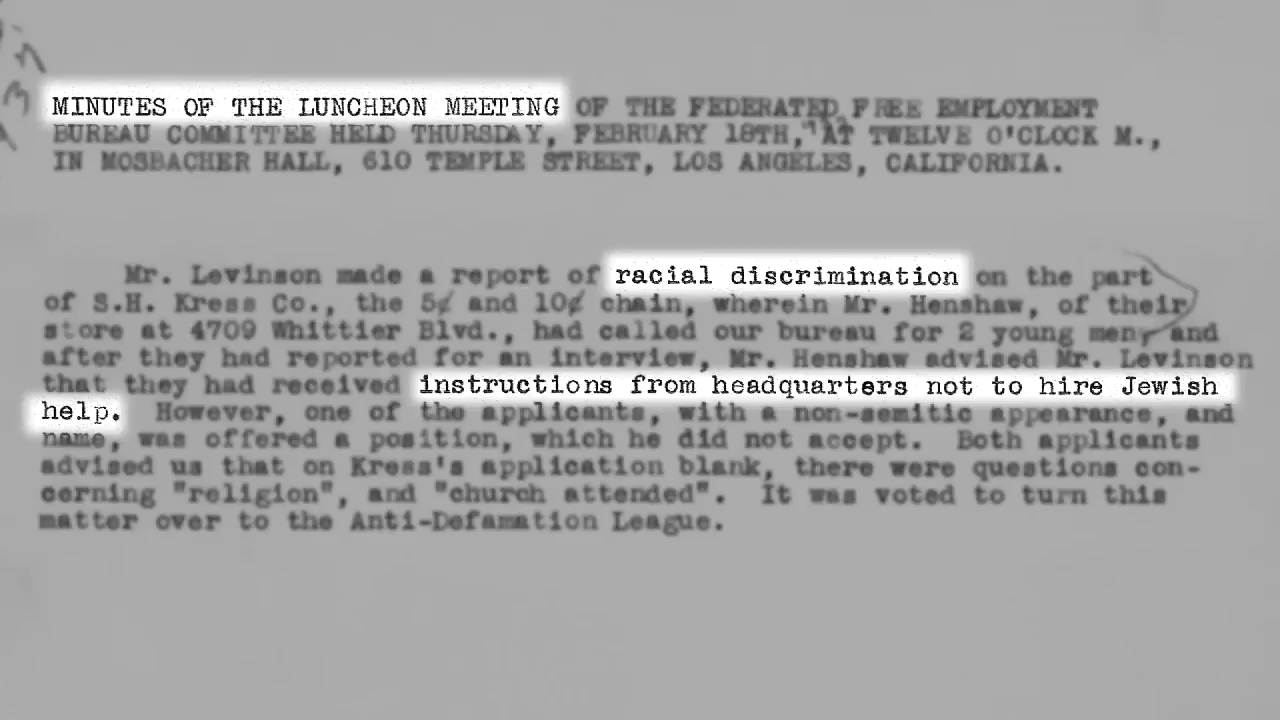 MINUTES OF THE LUNCHEON MEETING OF THE FEDERATED FREE EMPLOYMENT
BUREAU COMMITTEE HELD THURSDAY, FEBRUARY 18TH, AT TWELVE O'CLOCK M.,
IN MOSBACHER HALL, 610 TEMPLE STREET, LOS ANGELES, CALIFORNIA.
Mr. Levinson made a report of racial discrimination on the part
of S.H. Kress Co., the 5¢ and 10¢ chain, wherein Mr. Henshaw, of their
store at 4709 Whittier Blvd., had called our bureau for 2 young men, and
after they had reported for an interview, Mr. Henshaw advised Mr. Levinson
that they had received instructions from headquarters not to hire Jewish
help. However, one of the applicants, with a non-semitic appearance, and
name, was offered a position, which he did not accept. Both applicants
advised us that on Kress's application blank, there were questions con-
cerning "religion", and "church attended". It was voted to turn this
matter over to the Anti-Defamation League.